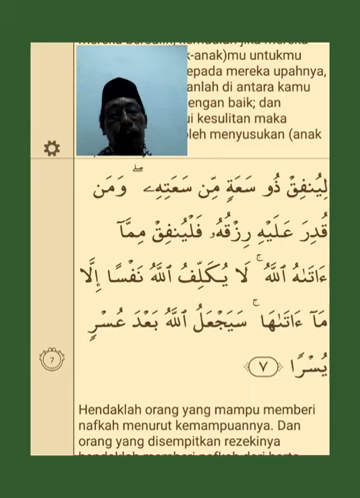 k-anak)mu untukmu
epada mereka upahnya,
anlah di antara kamu
engan baik; dan
ui kesulitan maka
oleh menyusukan (anak
لِيُنفِقْ ذُو سَعَةٍ مِّن سَعَتِهِۦ ۖ وَمَن
قُدِرَ عَلَيْهِ رِزْقُهُۥ فَلْيُنفِقْ مِمَّآ
ءَاتَىٰهُ ٱللَّهُ ۚ لَا يُكَلِّفُ ٱللَّهُ نَفْسًا إِلَّا
مَآ ءَاتَىٰهَا ۚ سَيَجْعَلُ ٱللَّهُ بَعْدَ عُسْرٍ
يُسْرًا ٧
7
Hendaklah orang yang mampu memberi
nafkah menurut kemampuannya. Dan
orang yang disempitkan rezekinya